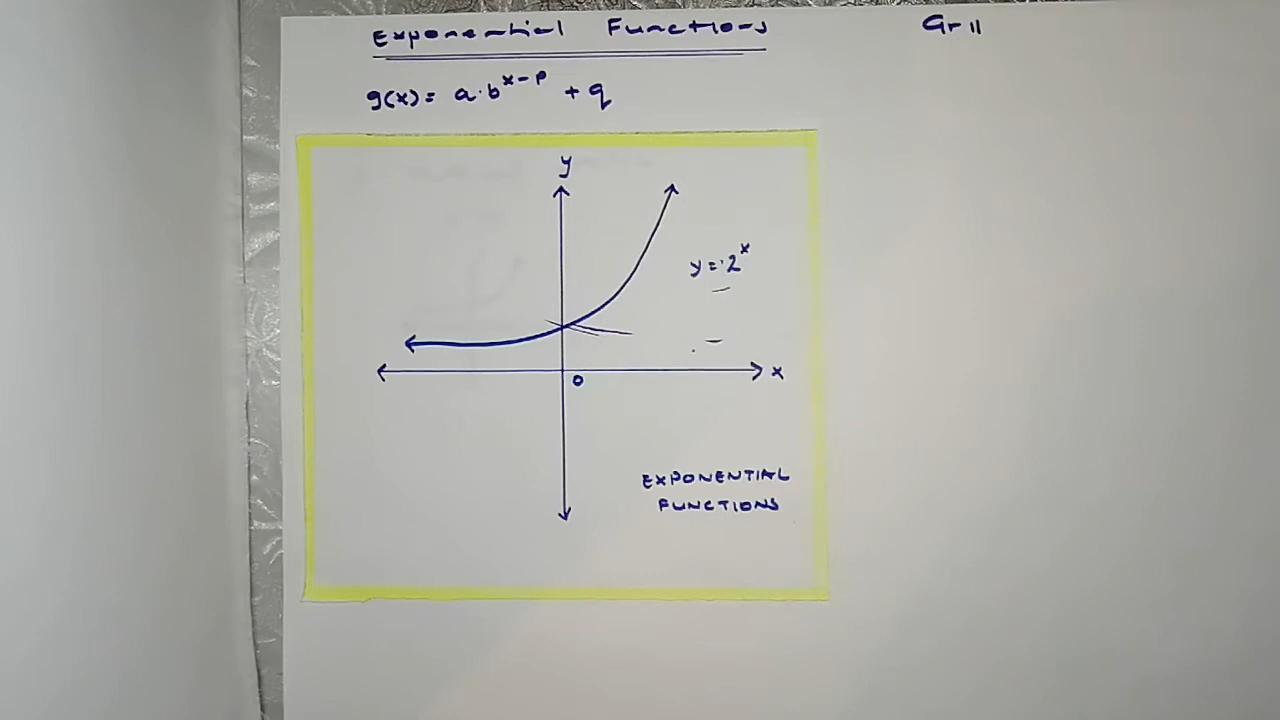 Exponential Functions
Gr 11
g(x) = a·b^(x-p) + q
y
y = 2^x
x
0
EXPONENTIAL
FUNCTIONS